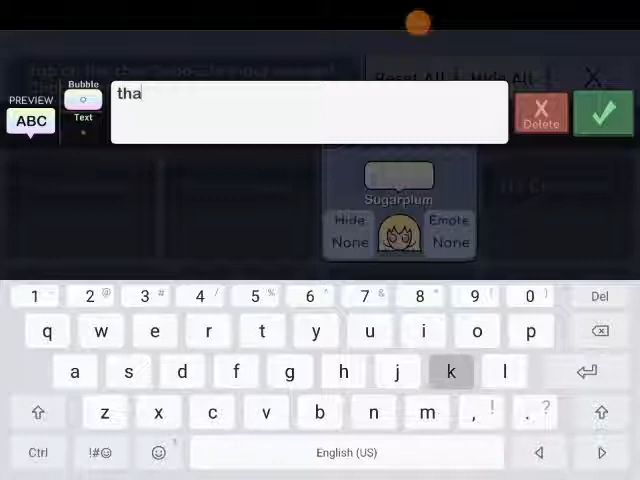 Reset All Hide All X
Bubble
PREVIEW
ABC
Text
tha
X
Delete
Sugarplum
Hide
None
Emote
None
1 - 2 @ 3 # 4 / 5 % 6 ^ 7 & 8 * 9 ( 0 ) Del
q w e r t y u i o p
a s d f g h j k l
z x c v b n m , ! . ?
Ctrl !#☺ English (US)